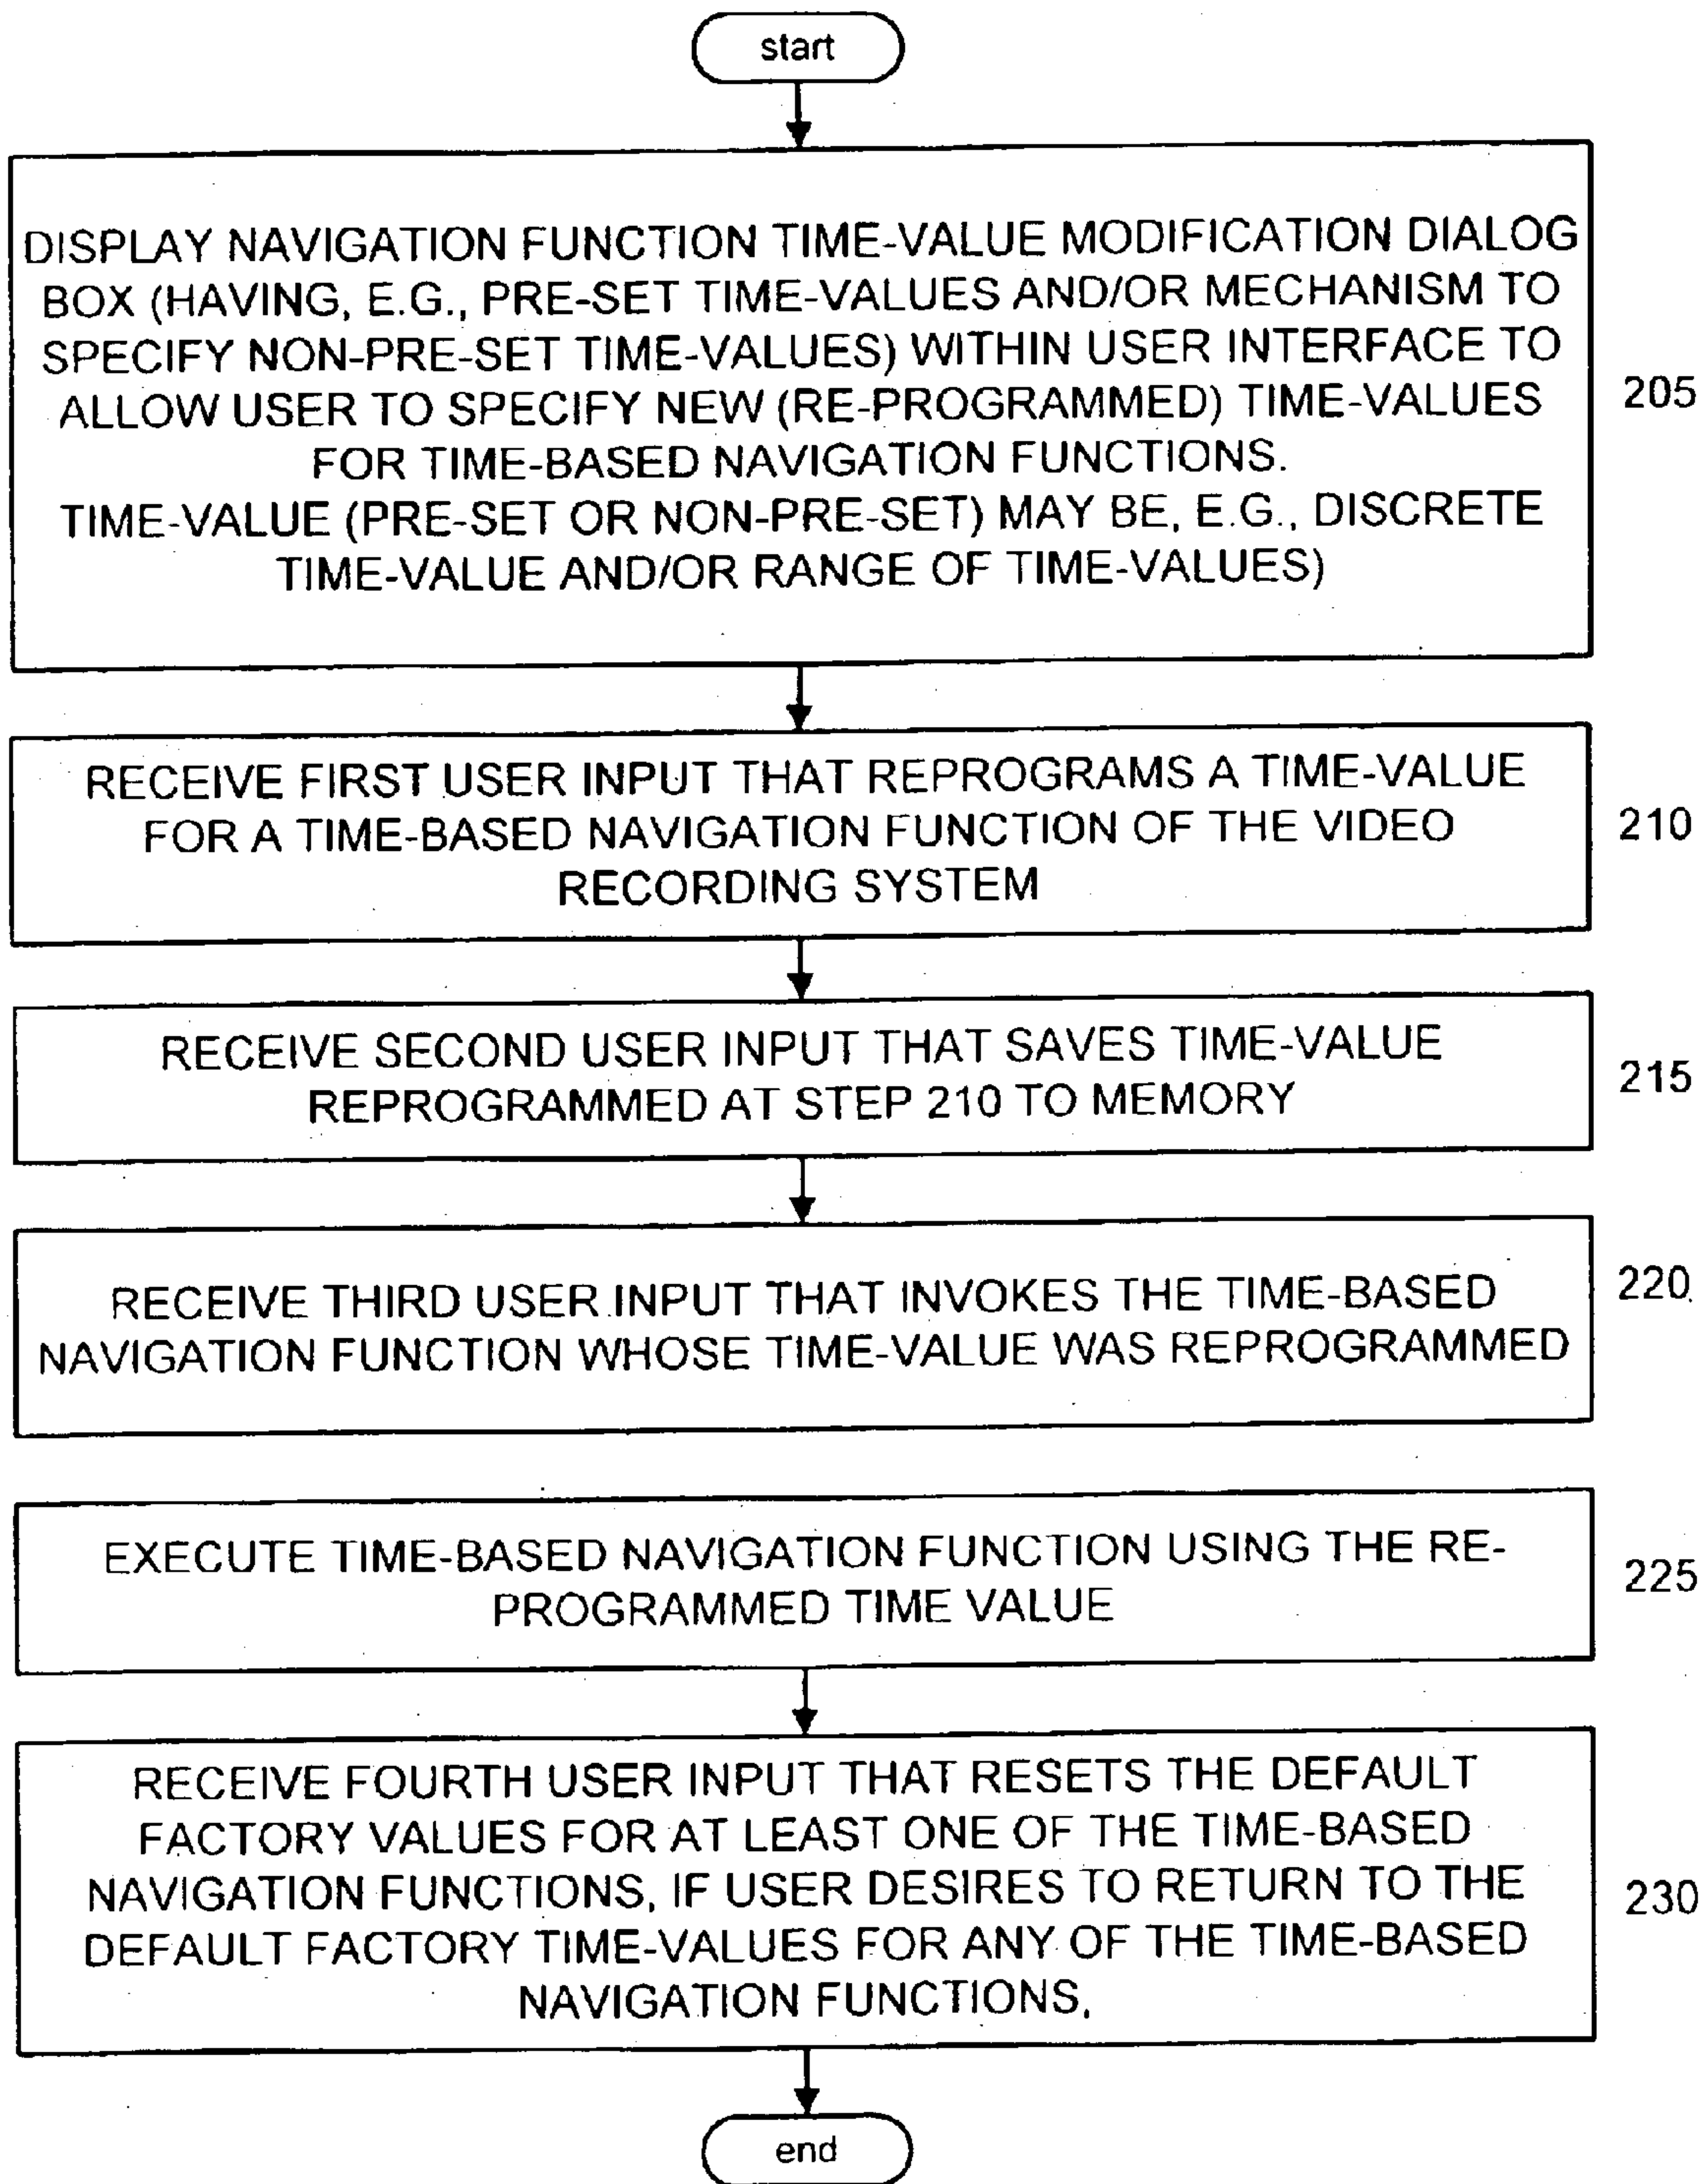 start
DISPLAY NAVIGATION FUNCTION TIME-VALUE MODIFICATION DIALOG
BOX (HAVING, E.G., PRE-SET TIME-VALUES AND/OR MECHANISM TO
SPECIFY NON-PRE-SET TIME-VALUES) WITHIN USER INTERFACE TO
ALLOW USER TO SPECIFY NEW (RE-PROGRAMMED) TIME-VALUES
FOR TIME-BASED NAVIGATION FUNCTIONS.
TIME-VALUE (PRE-SET OR NON-PRE-SET) MAY BE, E.G., DISCRETE
TIME-VALUE AND/OR RANGE OF TIME-VALUES)
205
RECEIVE FIRST USER INPUT THAT REPROGRAMS A TIME-VALUE
FOR A TIME-BASED NAVIGATION FUNCTION OF THE VIDEO
RECORDING SYSTEM
210
RECEIVE SECOND USER INPUT THAT SAVES TIME-VALUE
REPROGRAMMED AT STEP 210 TO MEMORY
215
RECEIVE THIRD USER INPUT THAT INVOKES THE TIME-BASED
NAVIGATION FUNCTION WHOSE TIME-VALUE WAS REPROGRAMMED
220
EXECUTE TIME-BASED NAVIGATION FUNCTION USING THE RE-
PROGRAMMED TIME VALUE
225
RECEIVE FOURTH USER INPUT THAT RESETS THE DEFAULT
FACTORY VALUES FOR AT LEAST ONE OF THE TIME-BASED
NAVIGATION FUNCTIONS, IF USER DESIRES TO RETURN TO THE
DEFAULT FACTORY TIME-VALUES FOR ANY OF THE TIME-BASED
NAVIGATION FUNCTIONS,
230
end